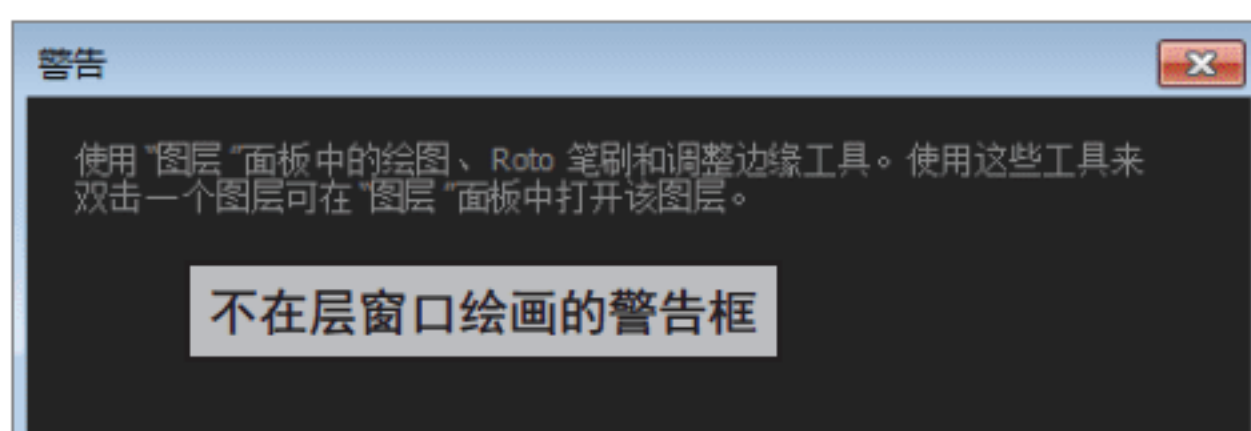 警告
使用“图层”面板中的绘图、Roto 笔刷和调整边缘工具。使用这些工具来
双击一个图层可在“图层”面板中打开该图层。
不在层窗口绘画的警告框